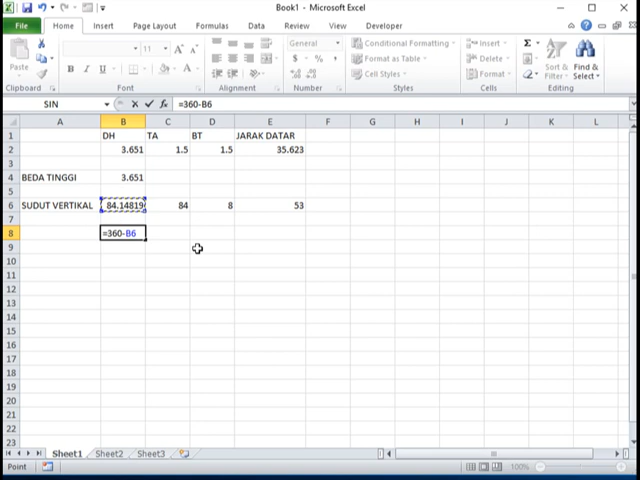 Book1 - Microsoft Excel
File Home Insert Page Layout Formulas Data Review View Developer
Paste
11 A A
General
Conditional Formatting
Insert
Σ
B I U A
$ % ,
Format as Table
Delete
Sort & Filter
Find & Select
Cell Styles
Format
Clipboard Font Alignment Number Styles Cells Editing
SIN fx =360-B6
A B C D E F G H I J K L
1 DH TA BT JARAK DATAR
2 3.651 1.5 1.5 35.623
3
4 BEDA TINGGI 3.651
5
6 SUDUT VERTIKAL 84.14819 84 8 53
7
8 =360-B6
9
10
11
12
13
14
15
16
17
18
19
20
21
22
23
Sheet1 Sheet2 Sheet3
Point 100%